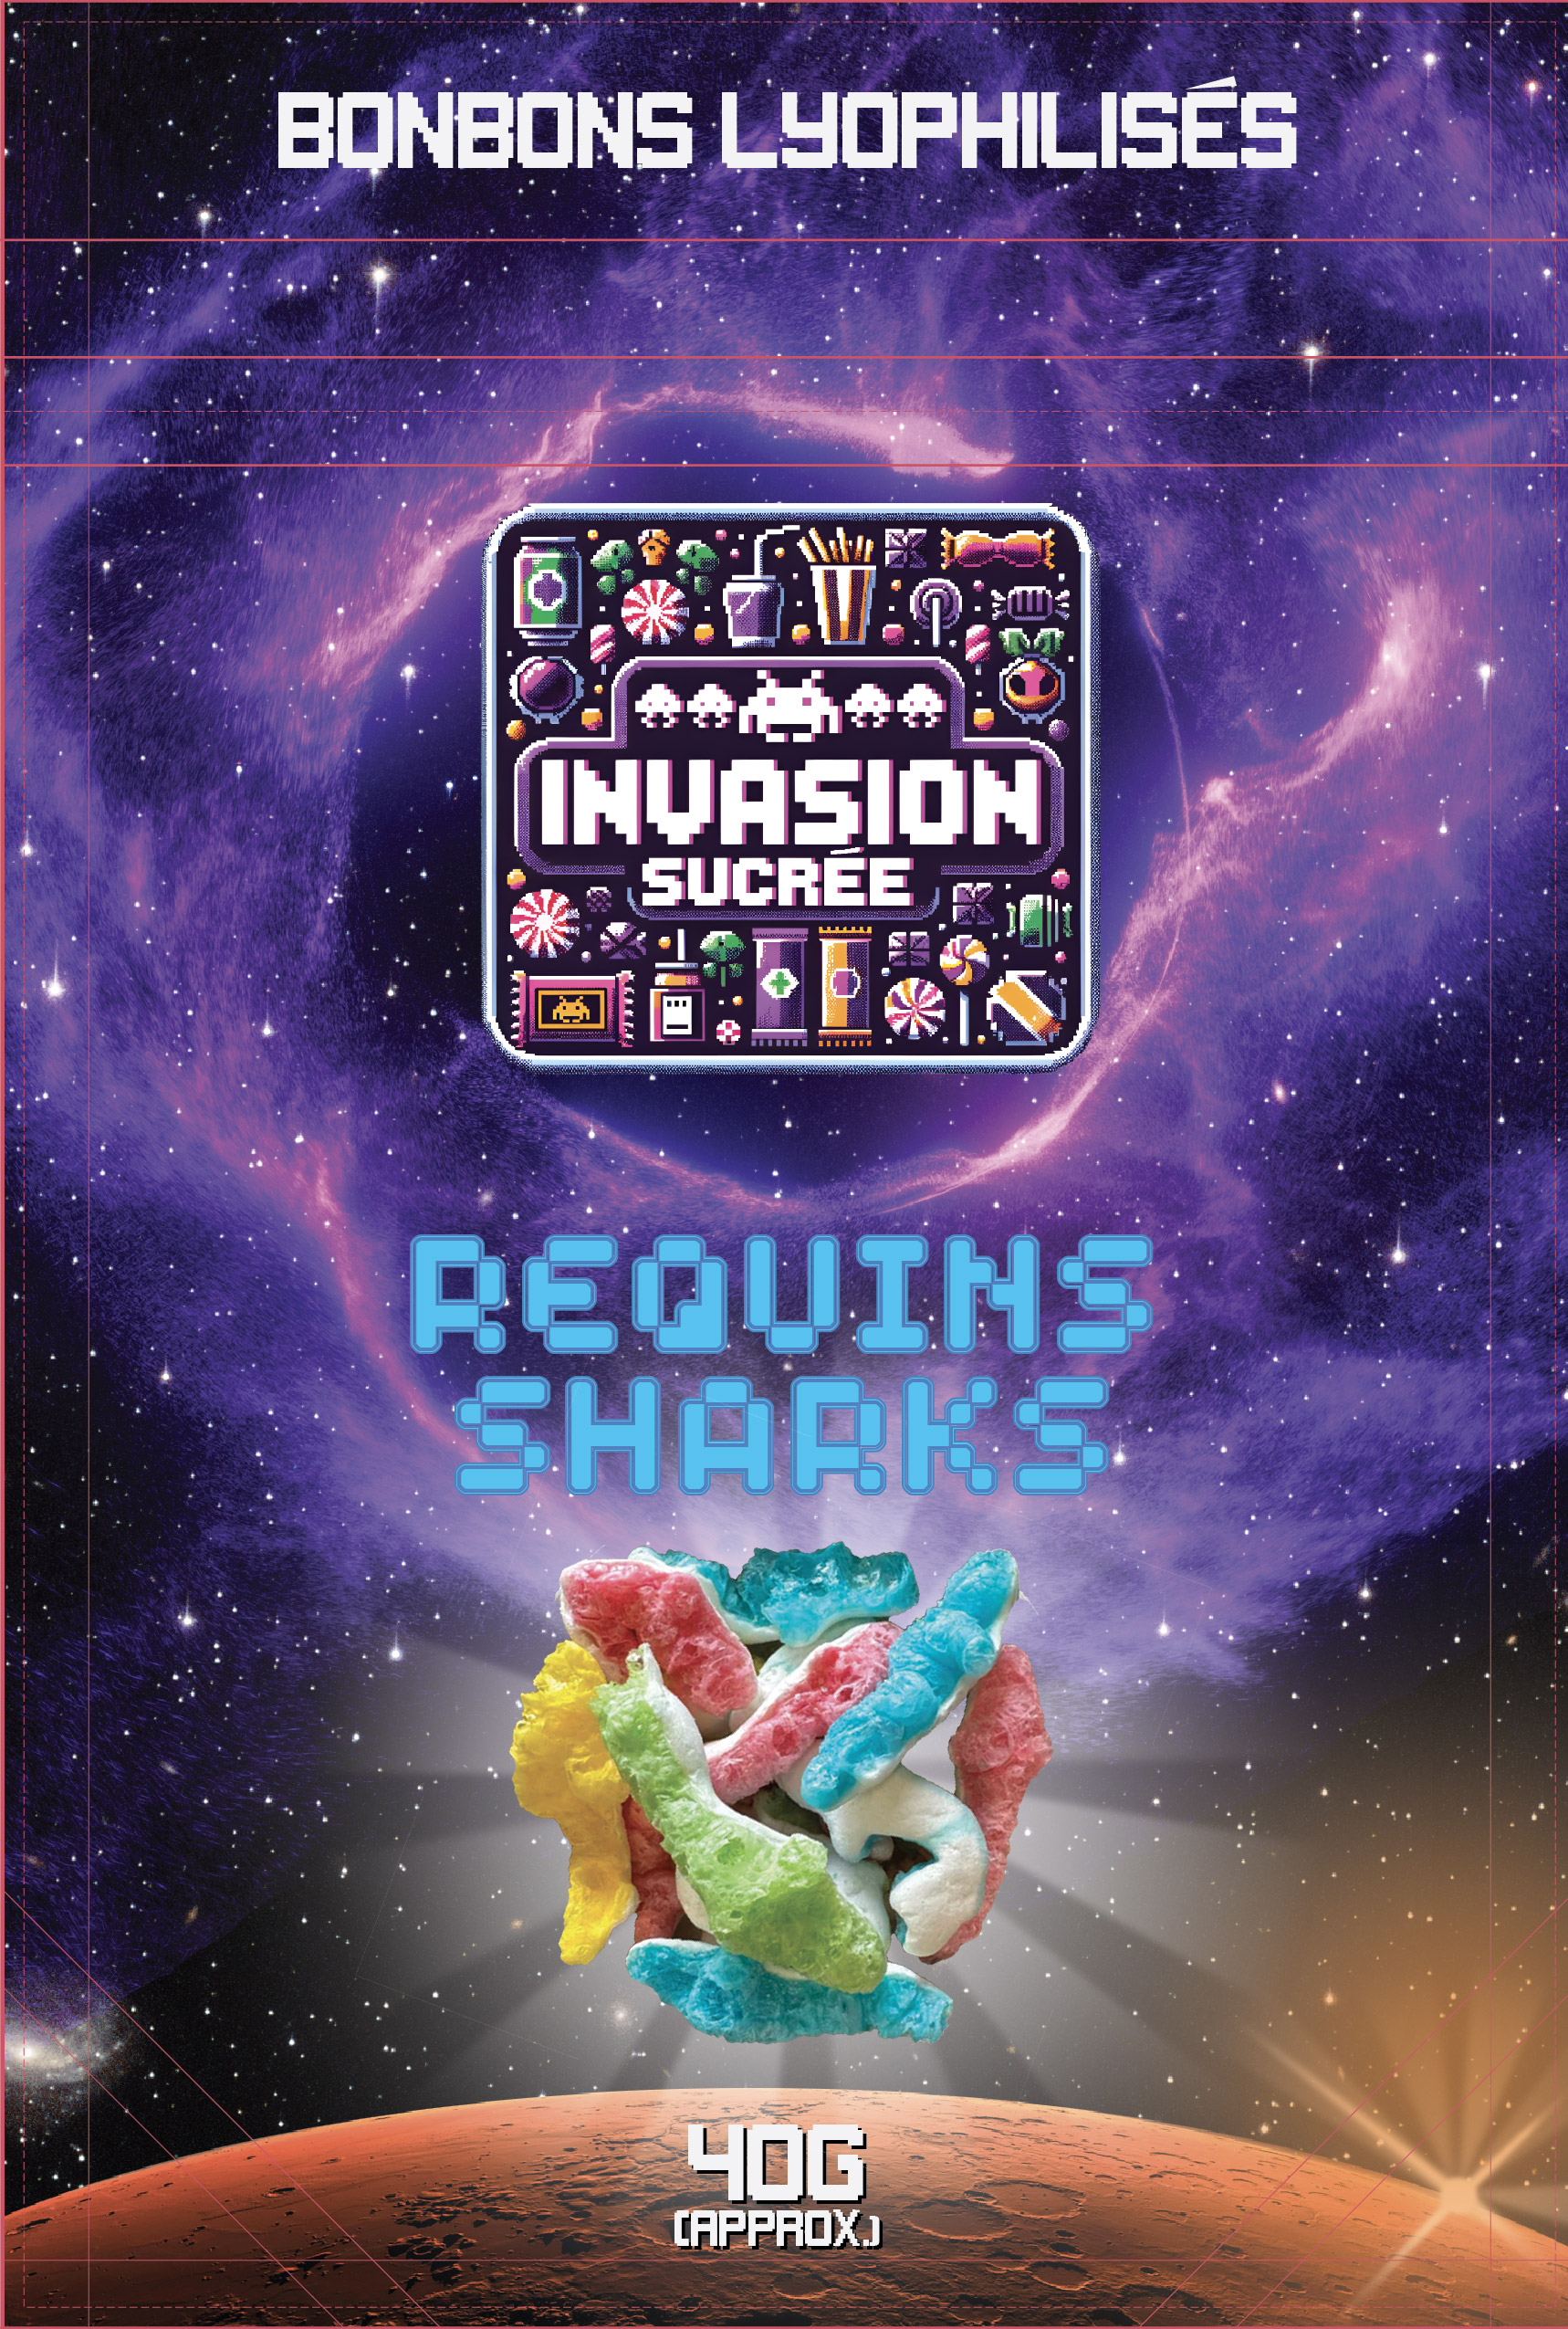 BONBONS LYOPHILISÉS
INVASION
SUCRÉE
REQUINS
SHARKS
40G
(APPROX.)